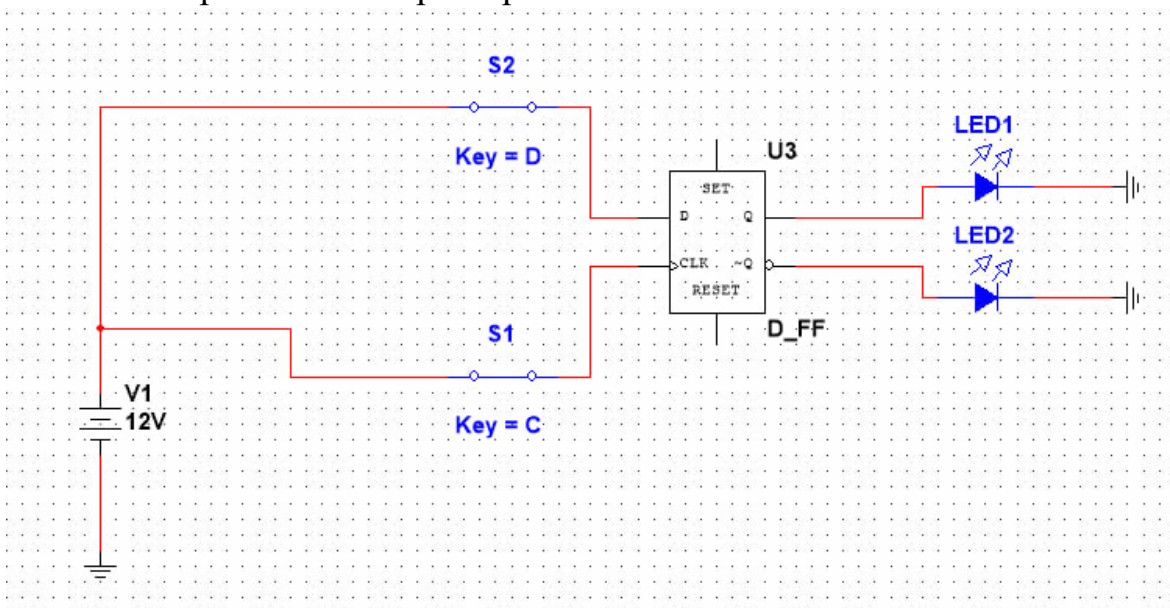 S2
Key = D
LED1
U3
SET
D Q
LED2
CLK ~Q
RESET
S1
D_FF
V1
12V
Key = C